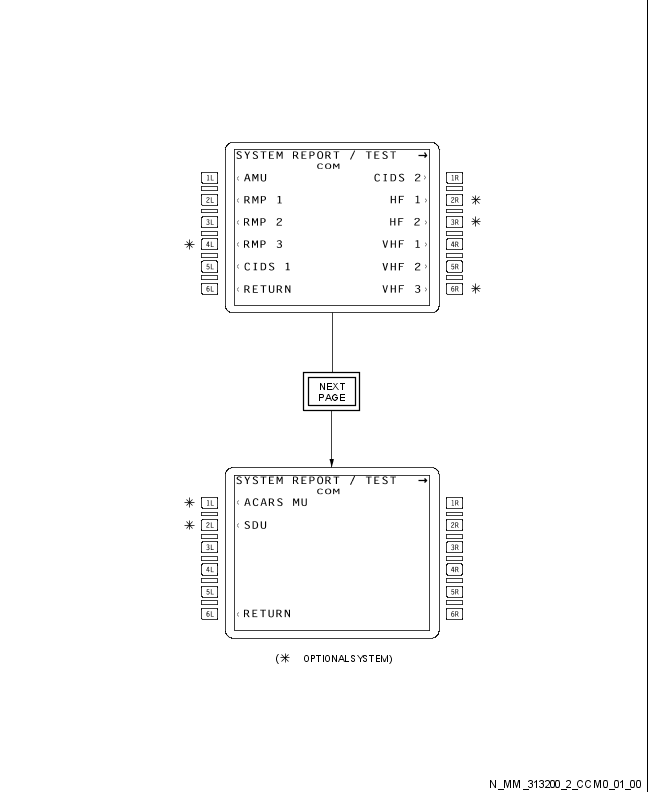 SYSTEM REPORT / TEST →
COM
1L ‹ AMU CIDS 2 › 1R
2L ‹ RMP 1 HF 1 › 2R ✳
3L ‹ RMP 2 HF 2 › 3R ✳
✳ 4L ‹ RMP 3 VHF 1 › 4R
5L ‹ CIDS 1 VHF 2 › 5R
6L ‹ RETURN VHF 3 › 6R ✳
NEXT
PAGE
SYSTEM REPORT / TEST →
COM
✳ 1L ‹ ACARS MU 1R
✳ 2L ‹ SDU 2R
3L 3R
4L 4R
5L 5R
6L ‹ RETURN 6R
(✳ OPTIONAL SYSTEM)
N_MM_313200_2_CCM0_01_00